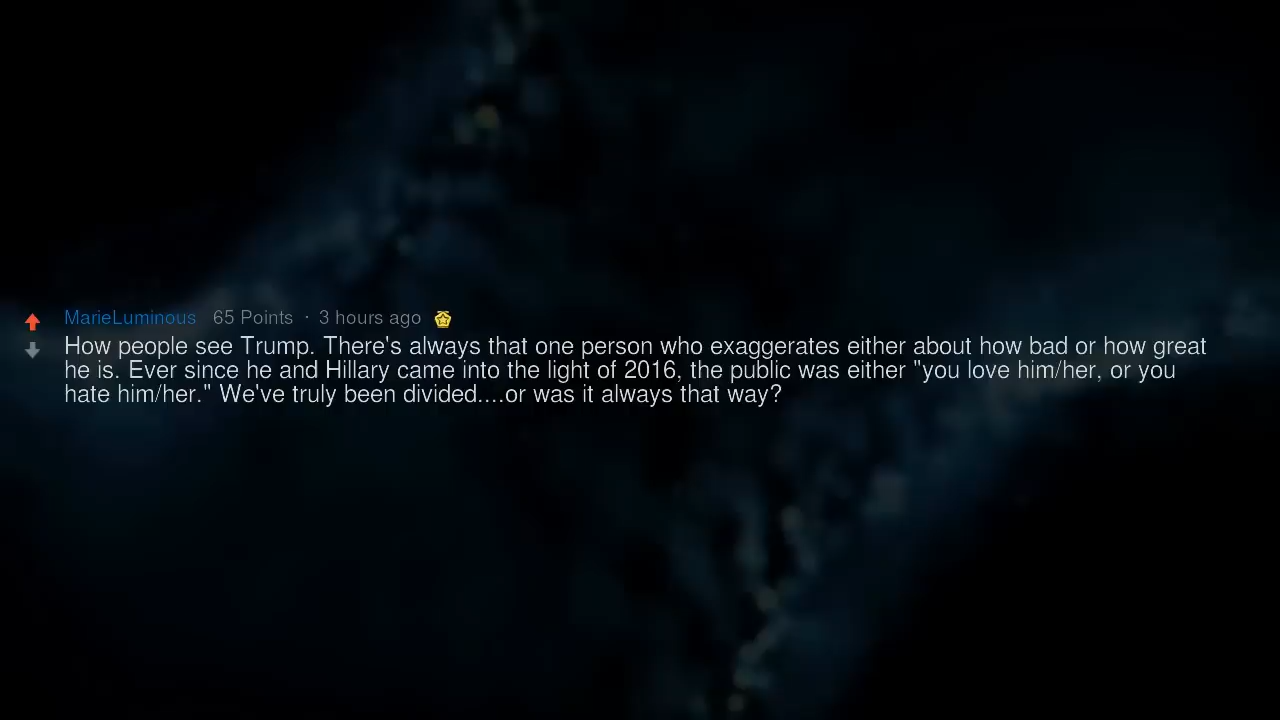 MarieLuminous 65 Points · 3 hours ago
How people see Trump. There's always that one person who exaggerates either about how bad or how great
he is. Ever since he and Hillary came into the light of 2016, the public was either "you love him/her, or you
hate him/her." We've truly been divided....or was it always that way?